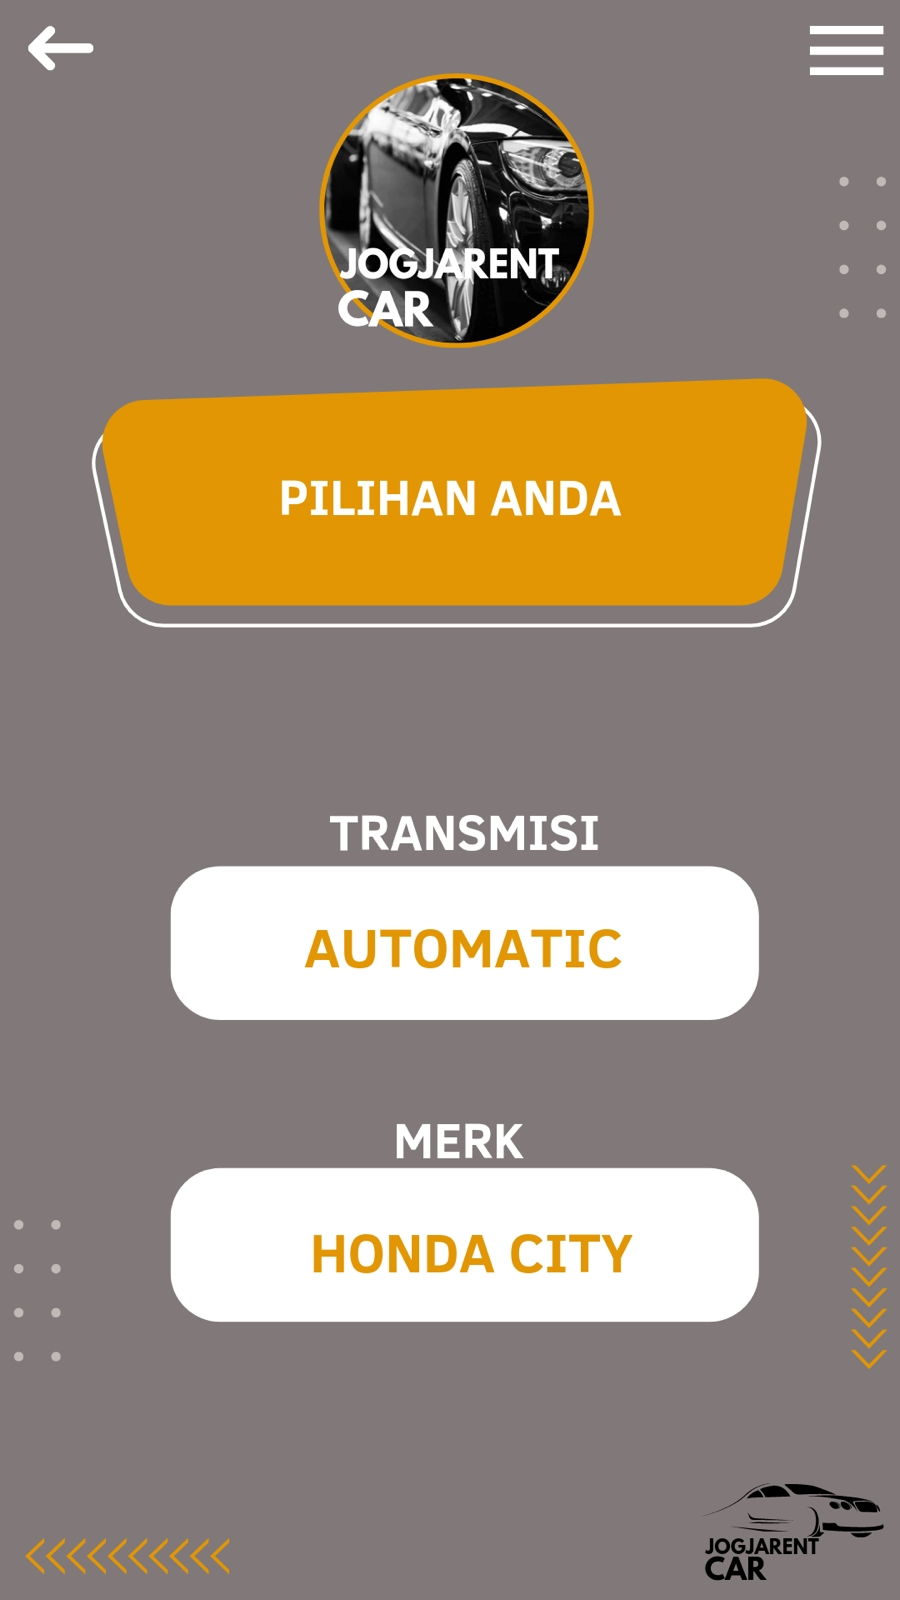 JOGJARENT
CAR
PILIHAN ANDA
TRANSMISI
AUTOMATIC
MERK
HONDA CITY
JOGJARENT
CAR